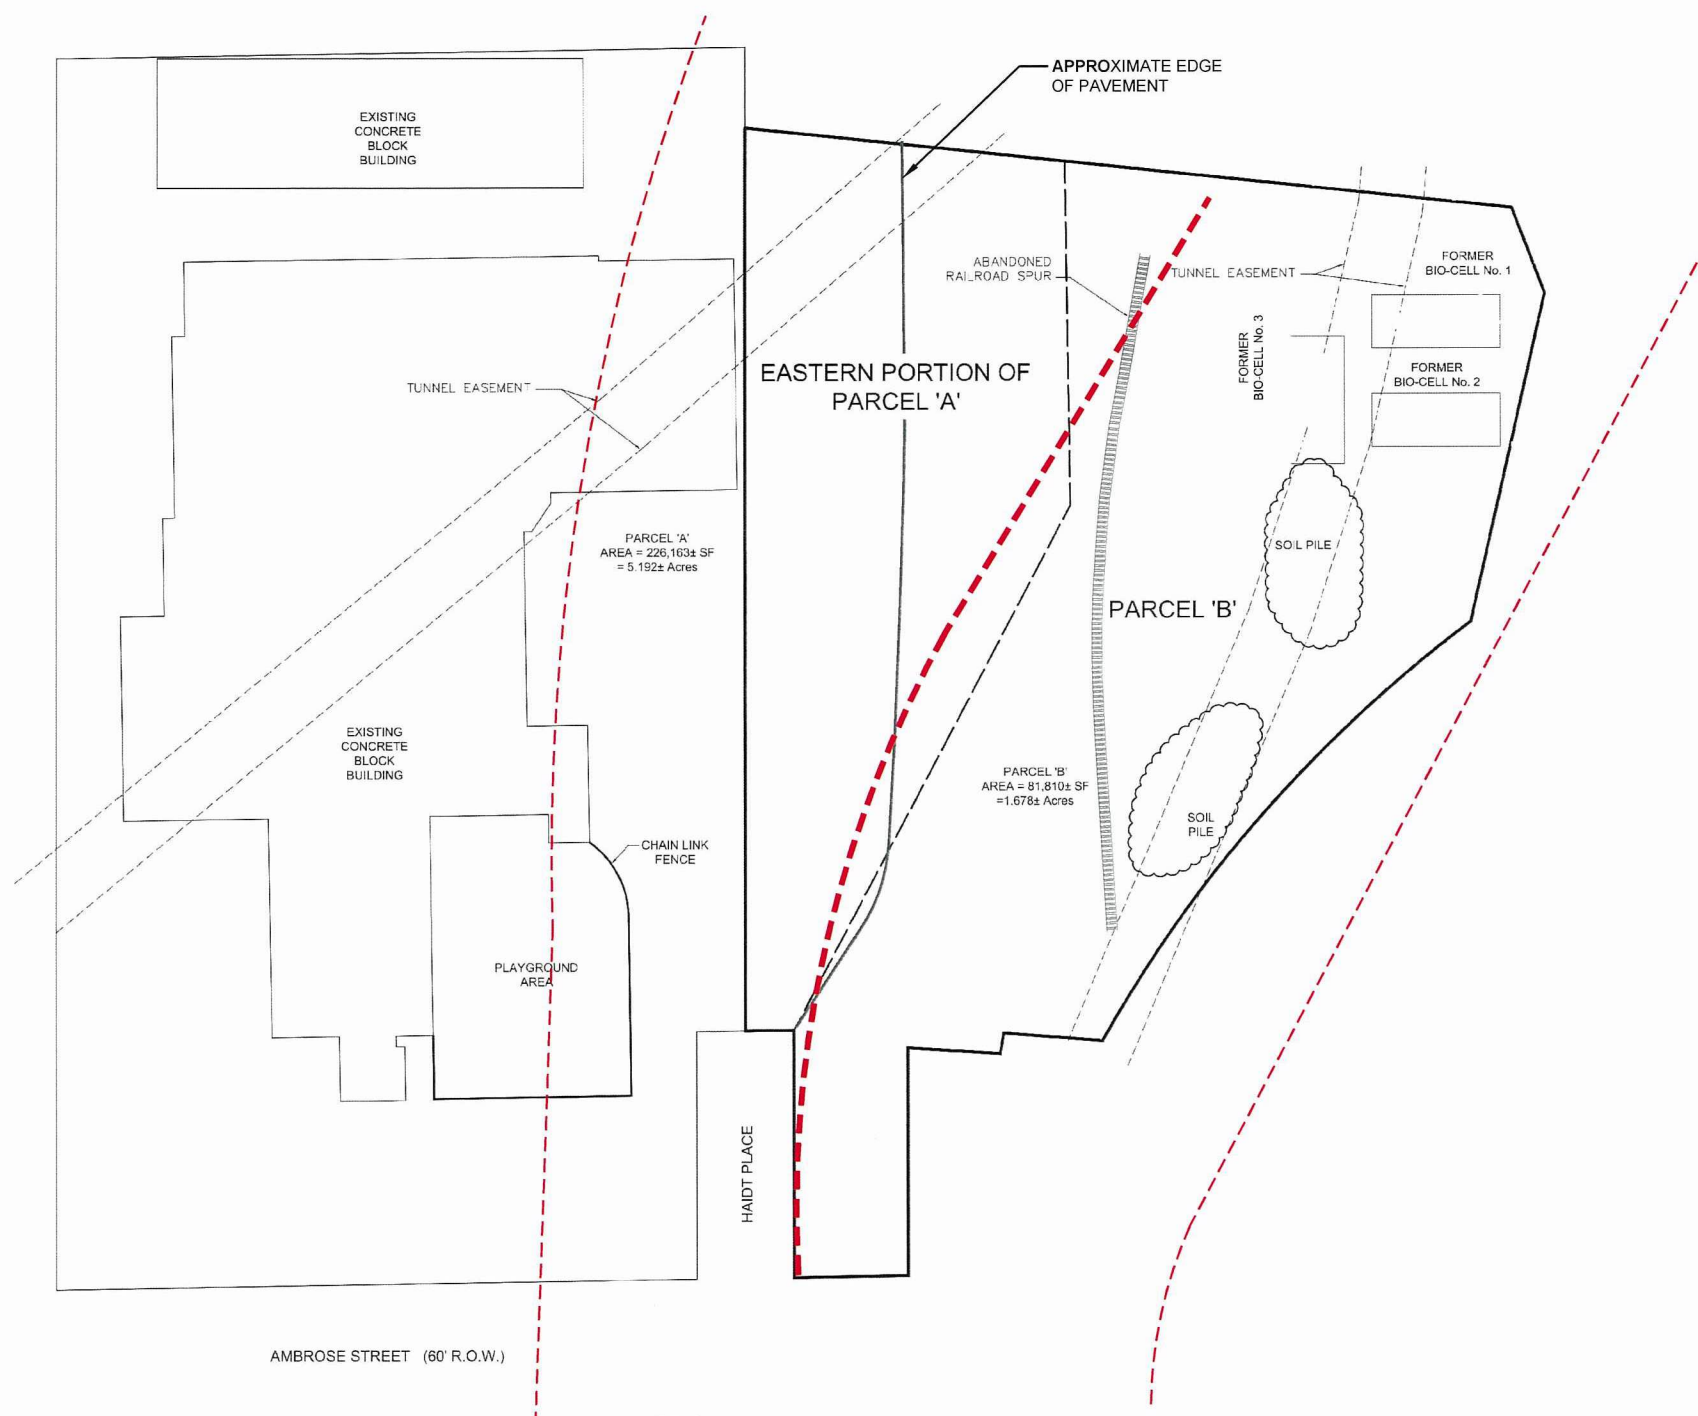 APPROXIMATE EDGE
OF PAVEMENT
EXISTING
CONCRETE
BLOCK
BUILDING
ABANDONED
RAILROAD SPUR
TUNNEL EASEMENT
FORMER
BIO-CELL No. 1
FORMER
BIO-CELL No. 3
FORMER
BIO-CELL No. 2
EASTERN PORTION OF
PARCEL 'A'
TUNNEL EASEMENT
PARCEL 'A'
AREA = 226,163± SF
= 5.192± Acres
SOIL PILE
PARCEL 'B'
EXISTING
CONCRETE
BLOCK
BUILDING
PARCEL 'B'
AREA = 81,810± SF
=1.678± Acres
SOIL
PILE
CHAIN LINK
FENCE
PLAYGROUND
AREA
HAIDT PLACE
AMBROSE STREET (60' R.O.W.)